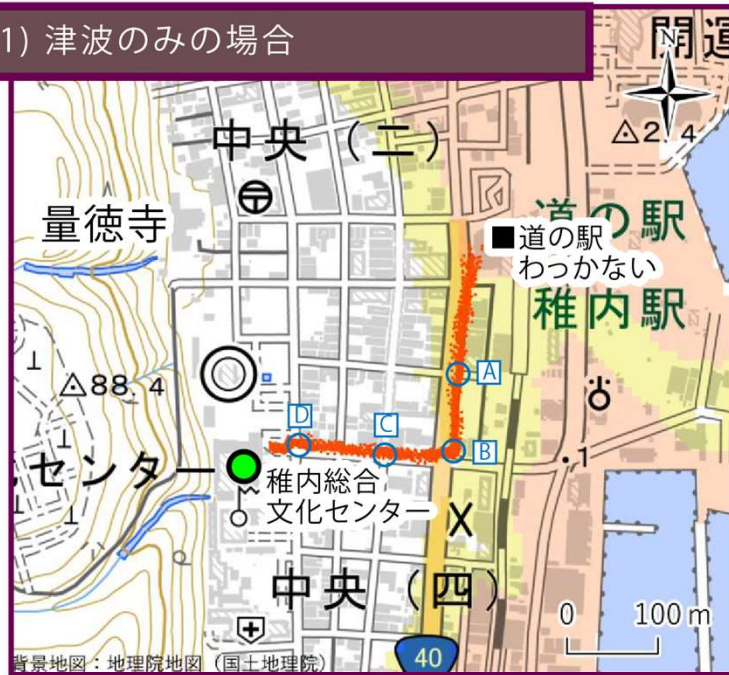 1) 津波のみの場合
開運
N
△2 4
中央（二）
量徳寺
道の駅
■道の駅
わっかない
稚内駅
A
△88 4
D
C
B
センター
稚内総合
文化センター
・1
X
中央（四）
0 100 m
40
背景地図：地理院地図（国土地理院）